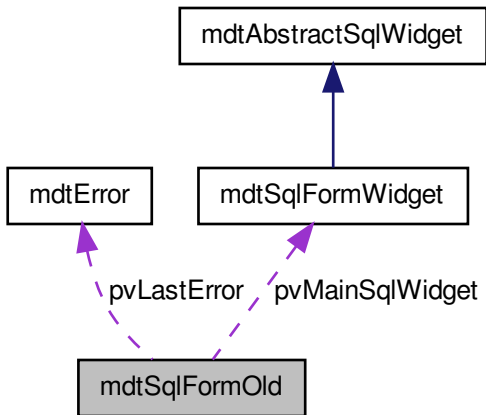 mdtAbstractSqlWidget
mdtError
mdtSqlFormWidget
pvLastError
pvMainSqlWidget
mdtSqlFormOld